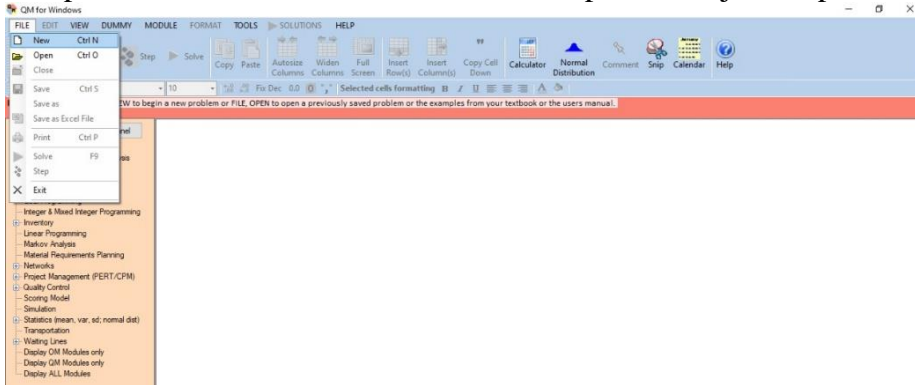 QM for Windows
FILE EDIT VIEW DUMMY MODULE FORMAT TOOLS SOLUTIONS HELP
New Ctrl N
Open Ctrl O
Close
Save Ctrl S
Save as
Save as Excel File
Print Ctrl P
Solve F9
Step
Exit
Step Solve Copy Paste Autosize Columns Widen Columns Full Screen Insert Row(s) Insert Column(s) Copy Cell Down Calculator Normal Distribution Comment Snip Calendar Help
10 Fix Dec 0.0 0 "," Selected cells formatting B I U A
EW to begin a new problem or FILE, OPEN to open a previously saved problem or the examples from your textbook or the users manual.
nel
Integer & Mixed Integer Programming
Inventory
Linear Programming
Markov Analysis
Material Requirements Planning
Networks
Project Management (PERT/CPM)
Quality Control
Scoring Model
Simulation
Statistics (mean, var, sd; normal dist)
Transportation
Waiting Lines
Display OM Modules only
Display QM Modules only
Display ALL Modules